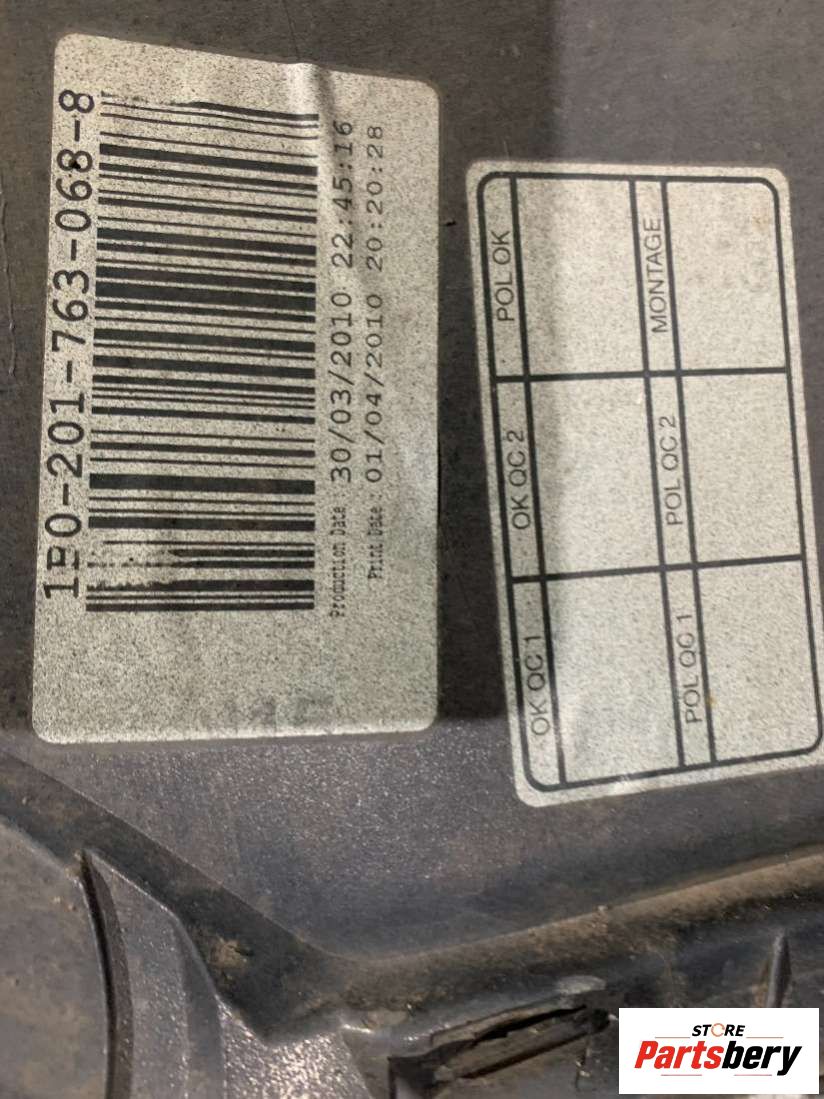 1B0-201-763-068-8
Production Date : 30/03/2010 22:45:16
Print Date : 01/04/2010 20:20:28
OK QC 1 OK QC 2 POL OK
POL QC 1 POL QC 2 MONTAGE
STORE
Partsbery